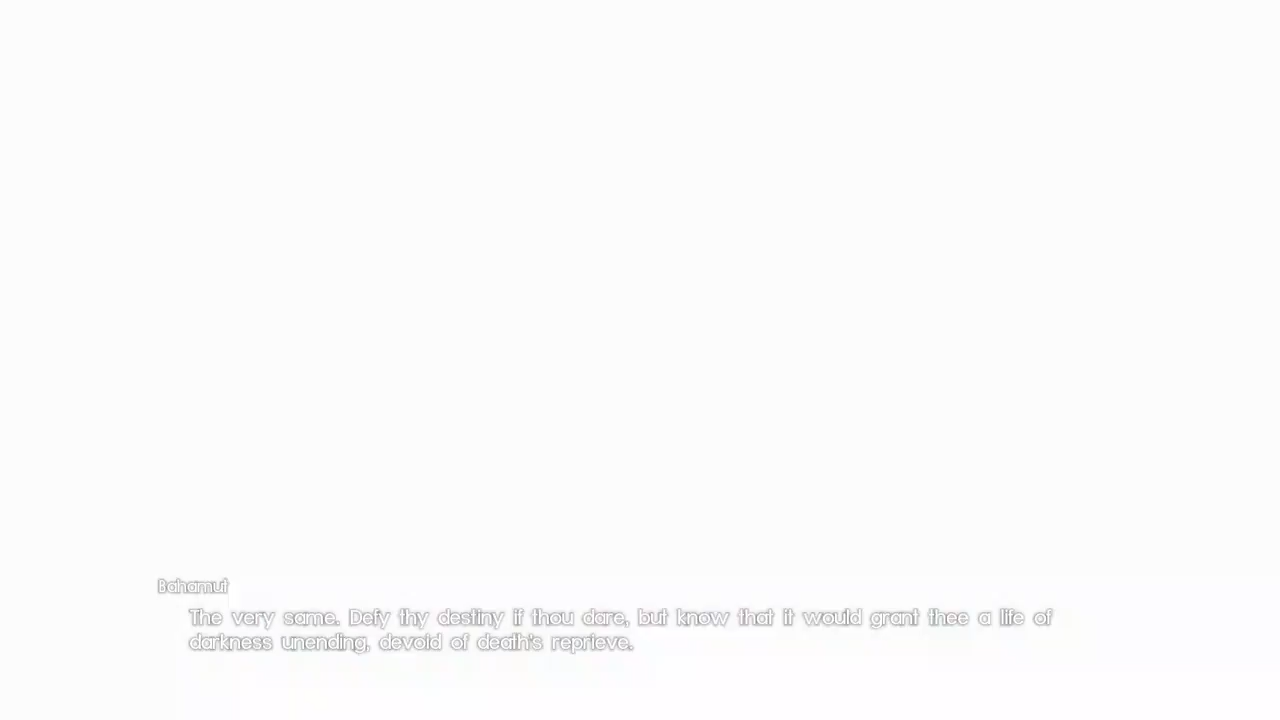 Bahamut
The very same. Defy thy destiny if thou dare, but know that it would grant thee a life of
darkness unending, devoid of death's reprieve.